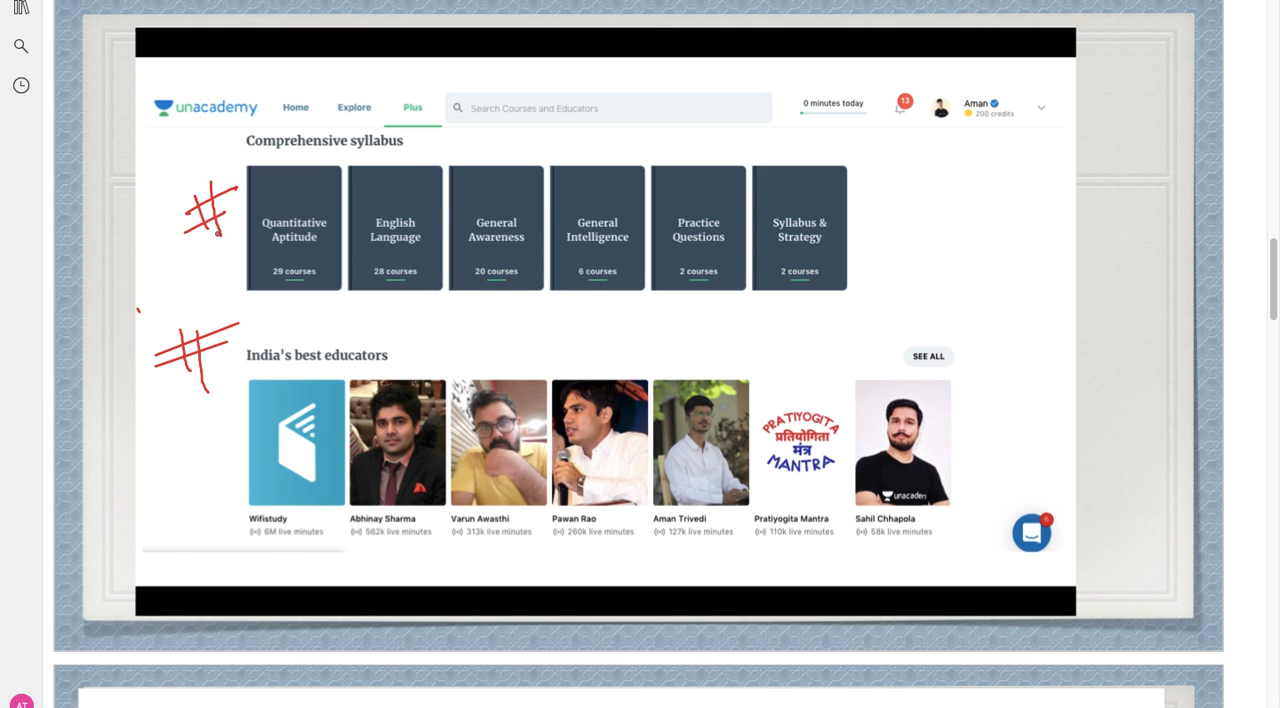 unacademy Home Explore Plus Search Courses and Educators 0 minutes today 13 Aman
200 credits
Comprehensive syllabus
#
Quantitative Aptitude
29 courses
English Language
28 courses
General Awareness
20 courses
General Intelligence
6 courses
Practice Questions
2 courses
Syllabus & Strategy
2 courses
#
India's best educators SEE ALL
PRATIYOGITA
प्रतियोगिता
मंत्र
MANTRA
unacademy
Wifistudy Abhinay Sharma Varun Awasthi Pawan Rao Aman Trivedi Pratiyogita Mantra Sahil Chhapola
6M live minutes 562k live minutes 313k live minutes 260k live minutes 127k live minutes 110k live minutes 58k live minutes
6
AT